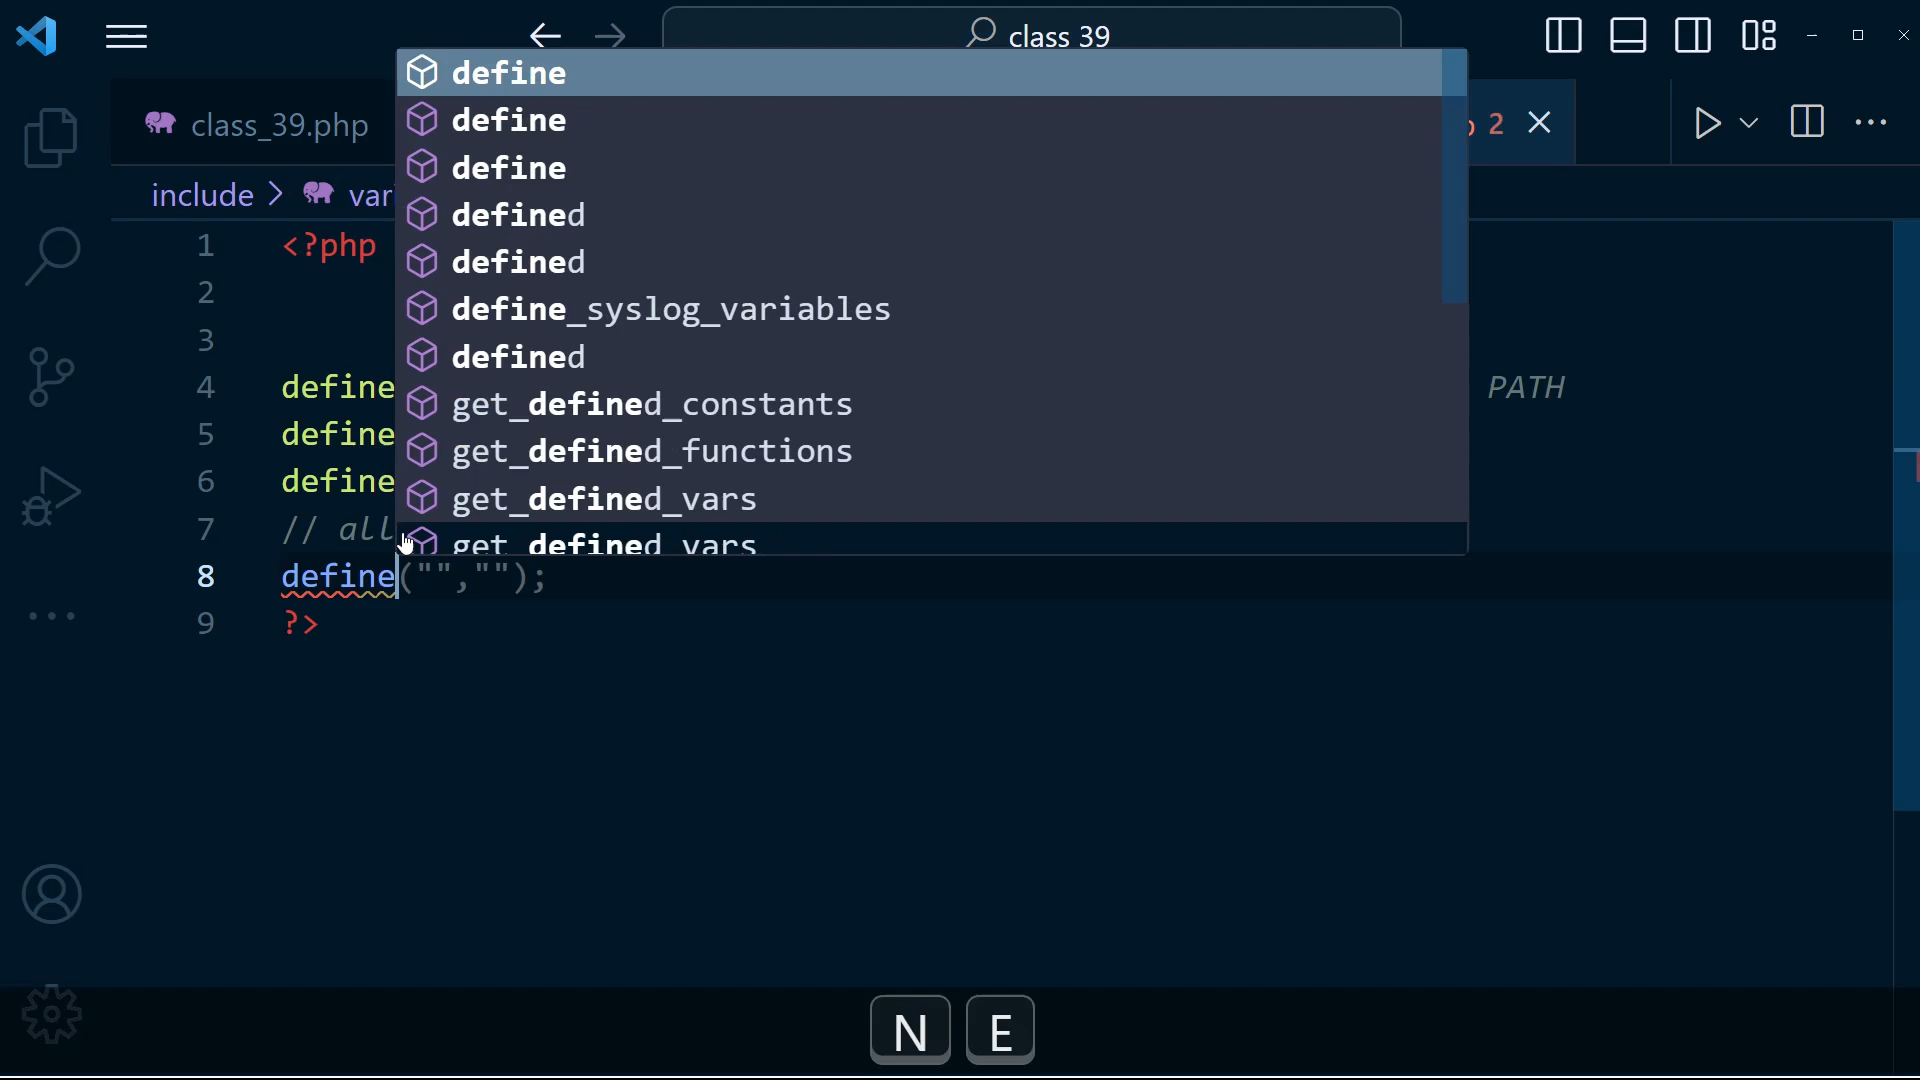 class 39
class_39.php
2
include > vari
define
define
define
defined
defined
define_syslog_variables
defined
get_defined_constants
get_defined_functions
get_defined_vars
get_defined_vars
1 <?php
2
3
4 define PATH
5 define
6 define
7 // all
8 define("","");
9 ?>
N E